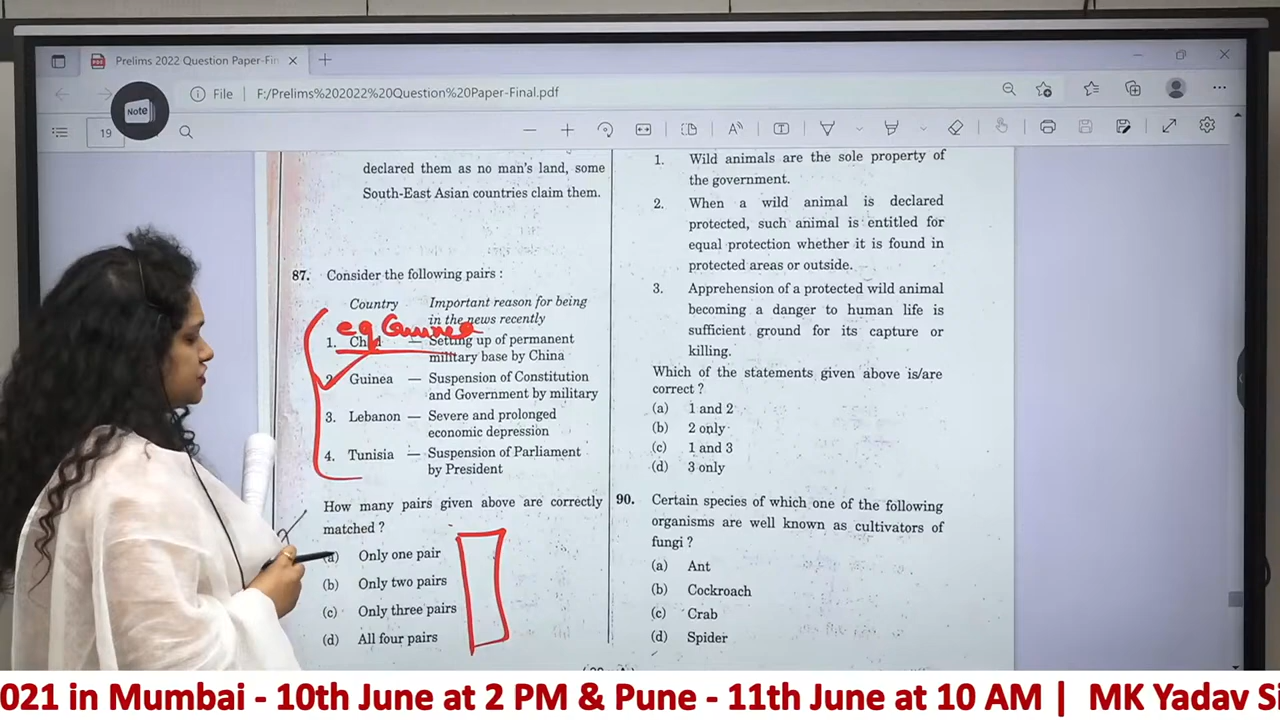 Prelims 2022 Question Paper-Fin
File
F:/Prelims%202022%20Question%20Paper-Final.pdf
Note
19
declared them as no man's land, some
South-East Asian countries claim them.
87. Consider the following pairs :
Country Important reason for being
in the news recently
eq Guinea
1. Chad — Setting up of permanent
military base by China
2. Guinea — Suspension of Constitution
and Government by military
3. Lebanon — Severe and prolonged
economic depression
4. Tunisia — Suspension of Parliament
by President
How many pairs given above are correctly
matched ?
(a) Only one pair
(b) Only two pairs
(c) Only three pairs
(d) All four pairs
1. Wild animals are the sole property of
the government.
2. When a wild animal is declared
protected, such animal is entitled for
equal protection whether it is found in
protected areas or outside.
3. Apprehension of a protected wild animal
becoming a danger to human life is
sufficient ground for its capture or
killing.
Which of the statements given above is/are
correct ?
(a) 1 and 2
(b) 2 only
(c) 1 and 3
(d) 3 only
90. Certain species of which one of the following
organisms are well known as cultivators of
fungi ?
(a) Ant
(b) Cockroach
(c) Crab
(d) Spider
021 in Mumbai - 10th June at 2 PM & Pune - 11th June at 10 AM | MK Yadav Si